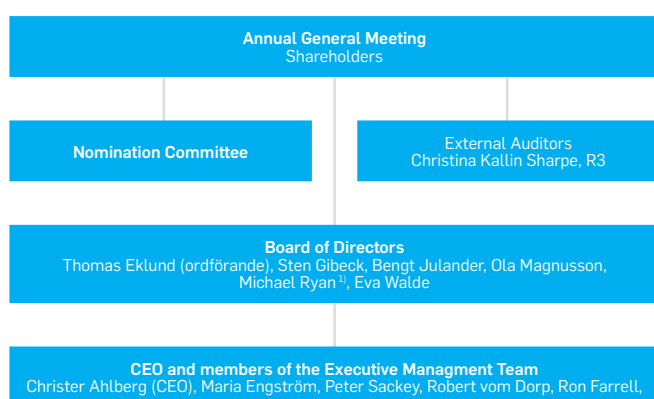 Annual General Meeting
Shareholders
Nomination Committee
External Auditors
Christina Kallin Sharpe, R3
Board of Directors
Thomas Eklund (ordförande), Sten Gibeck, Bengt Julander, Ola Magnusson,
Michael Ryan 1), Eva Walde
CEO and members of the Executive Managment Team
Christer Ahlberg (CEO), Maria Engström, Peter Sackey, Robert vom Dorp, Ron Farrell,